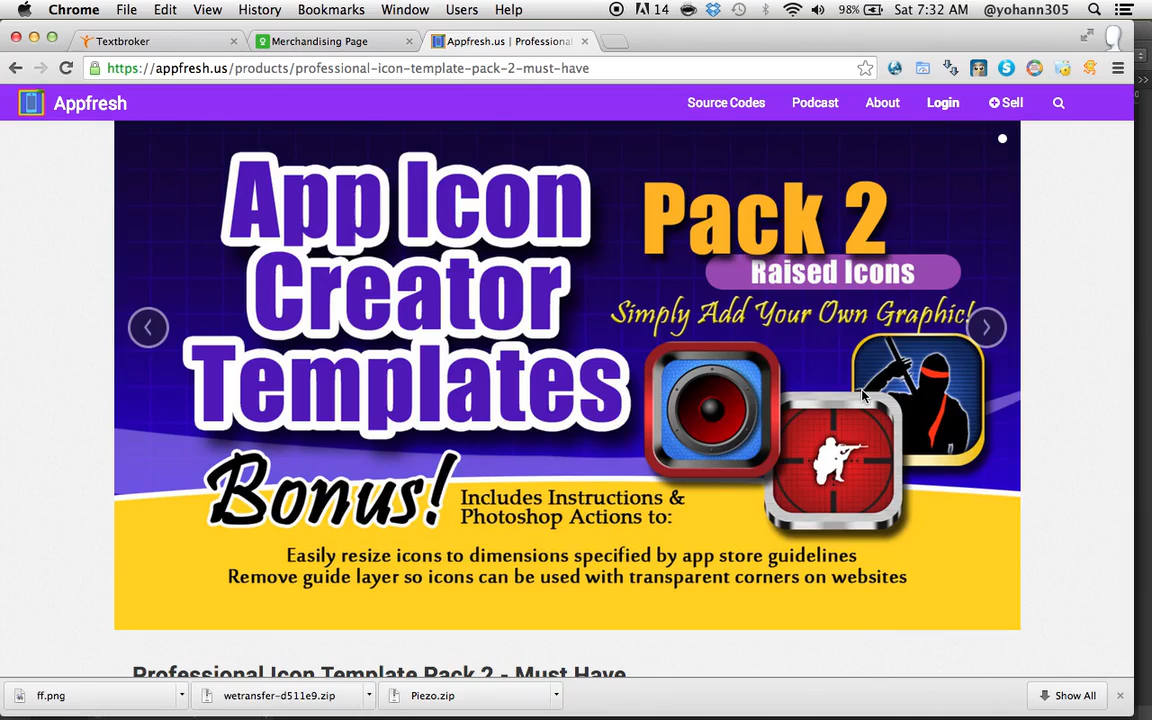 Chrome File Edit View History Bookmarks Window Users Help 14 98% Sat 7:32 AM @yohann305
Textbroker Merchandising Page Appfresh.us | Professional
https://appfresh.us/products/professional-icon-template-pack-2-must-have
Appfresh Source Codes Podcast About Login Sell
App Icon
Creator
Templates
Pack 2
Raised Icons
Simply Add Your Own Graphic!
Bonus!
Includes Instructions &
Photoshop Actions to:
Easily resize icons to dimensions specified by app store guidelines
Remove guide layer so icons can be used with transparent corners on websites
Professional Icon Template Pack 2 - Must Have
ff.png wetransfer-d511e9.zip Piezo.zip Show All